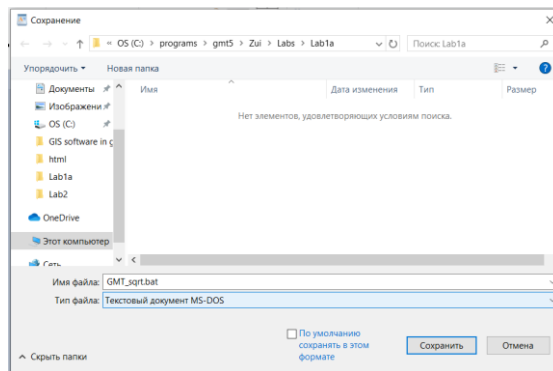 Сохранение
« OS (C:) › programs › gmt5 › Zui › Labs › Lab1a
Поиск: Lab1a
Упорядочить
Новая папка
Документы
Имя
Дата изменения
Тип
Размер
Изображени
Нет элементов, удовлетворяющих условиям поиска.
OS (C:)
GIS software in g
html
Lab1a
Lab2
OneDrive
Этот компьютер
Сеть
Имя файла: GMT_sqrt.bat
Тип файла: Текстовый документ MS-DOS
По умолчанию
сохранять в этом
формате
Сохранить
Отмена
Скрыть папки